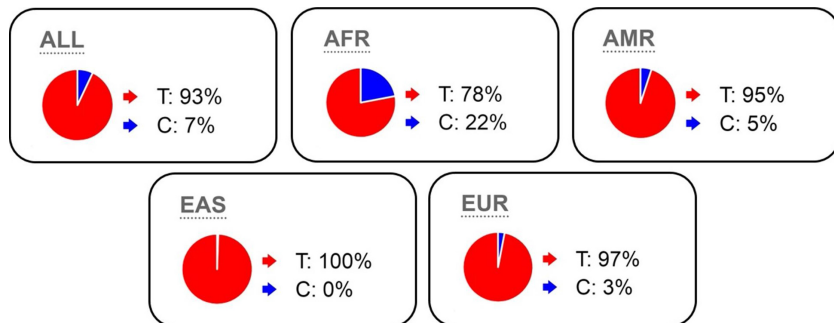 ALL
T: 93%
C: 7%
AFR
T: 78%
C: 22%
AMR
T: 95%
C: 5%
EAS
T: 100%
C: 0%
EUR
T: 97%
C: 3%